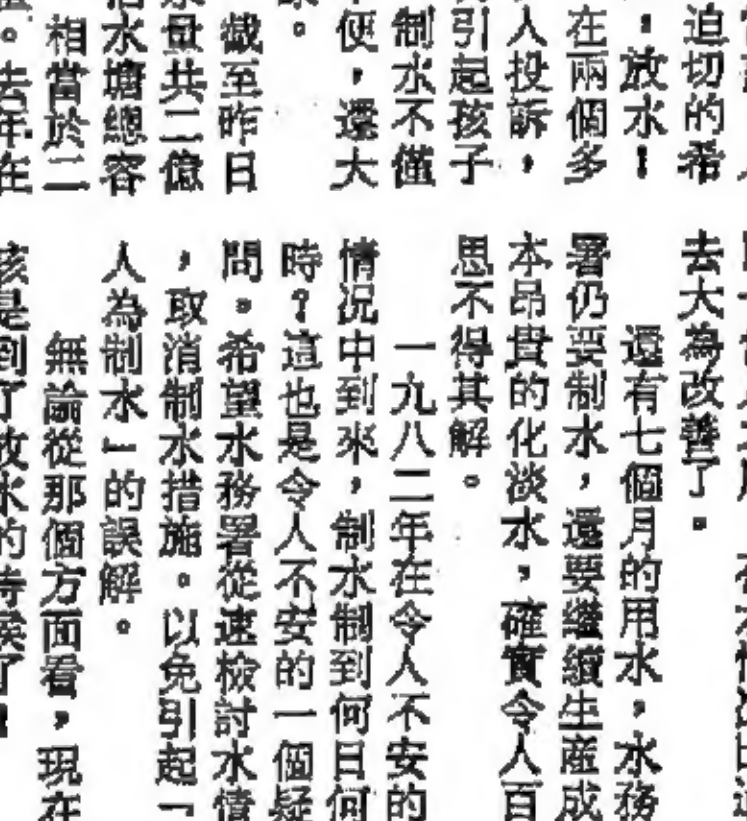 迫切的希
，放水！
在兩個多
人投訴，
引起孩子
制水不僅
便，還大
。
截至昨日
量共二億
水塘總容
相當於二
。去年在
去大為改善了。
還有七個月的用水，水務
署仍要制水，還要繼續生産成
本昂貴的化淡水，確實令人百
思不得其解。
一九八二年在令人不安的
情況中到來，制水制到何日何
時？這也是令人不安的一個疑
問。希望水務署從速檢討水情
，取消制水措施。以免引起「
人為制水」的誤解。
無論從那個方面看，現在
該是到了放水的時候了